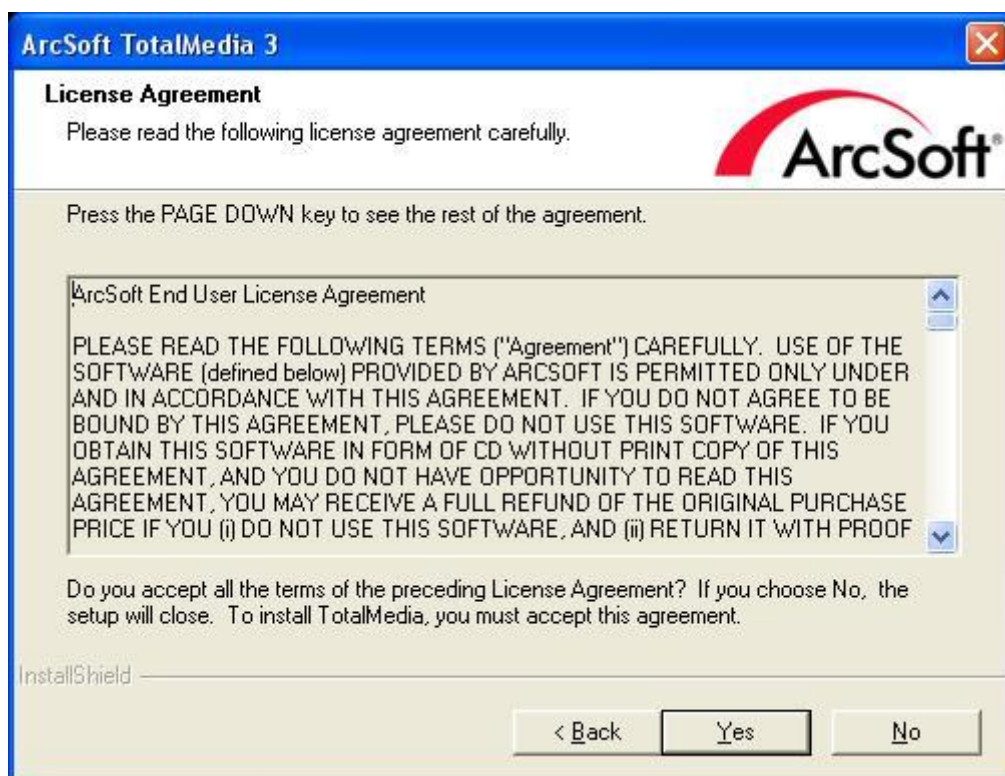 ArcSoft TotalMedia 3
License Agreement
Please read the following license agreement carefully.
ArcSoft®
Press the PAGE DOWN key to see the rest of the agreement.
ArcSoft End User License Agreement
PLEASE READ THE FOLLOWING TERMS ("Agreement") CAREFULLY.  USE OF THE
SOFTWARE (defined below) PROVIDED BY ARCSOFT IS PERMITTED ONLY UNDER
AND IN ACCORDANCE WITH THIS AGREEMENT.  IF YOU DO NOT AGREE TO BE
BOUND BY THIS AGREEMENT, PLEASE DO NOT USE THIS SOFTWARE.  IF YOU
OBTAIN THIS SOFTWARE IN FORM OF CD WITHOUT PRINT COPY OF THIS
AGREEMENT, AND YOU DO NOT HAVE OPPORTUNITY TO READ THIS
AGREEMENT, YOU MAY RECEIVE A FULL REFUND OF THE ORIGINAL PURCHASE
PRICE IF YOU (i) DO NOT USE THIS SOFTWARE, AND (ii) RETURN IT WITH PROOF
Do you accept all the terms of the preceding License Agreement?  If you choose No,  the
setup will close.  To install TotalMedia, you must accept this agreement.
InstallShield
< Back
Yes
No